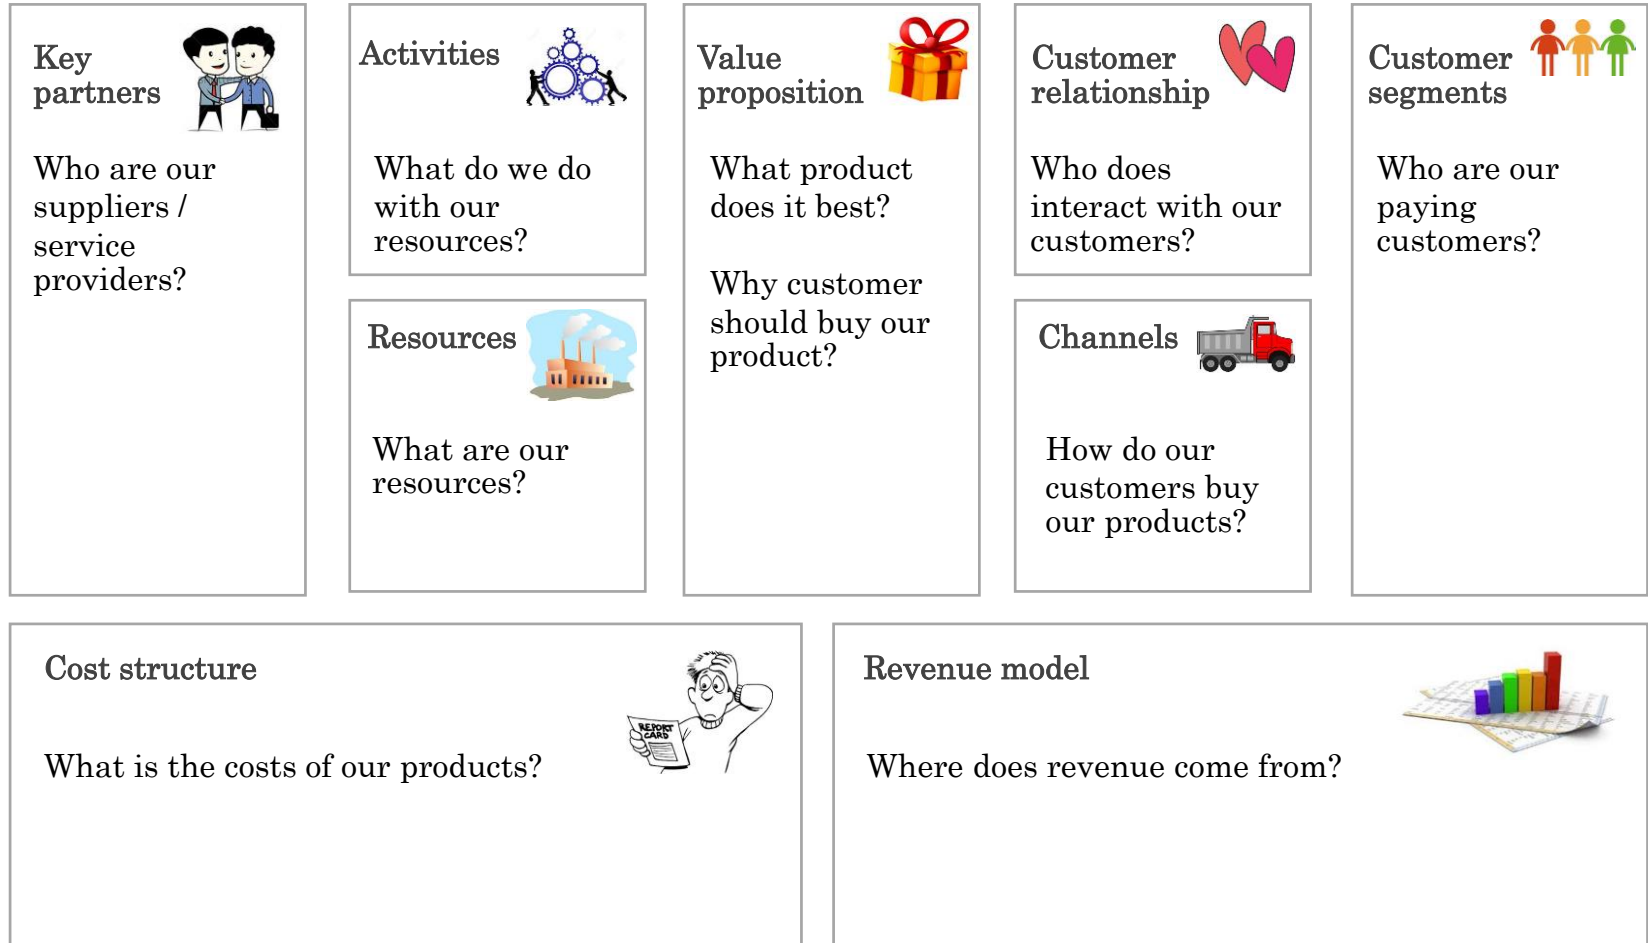 Key
partners
Who are our
suppliers /
service
providers?
Activities
What do we do
with our
resources?
Resources
What are our
resources?
Value
proposition
What product
does it best?
Why customer
should buy our
product?
Customer
relationship
Who does
interact with our
customers?
Channels
How do our
customers buy
our products?
Customer
segments
Who are our
paying
customers?
Cost structure
REPORT
CARD
What is the costs of our products?
Revenue model
Where does revenue come from?